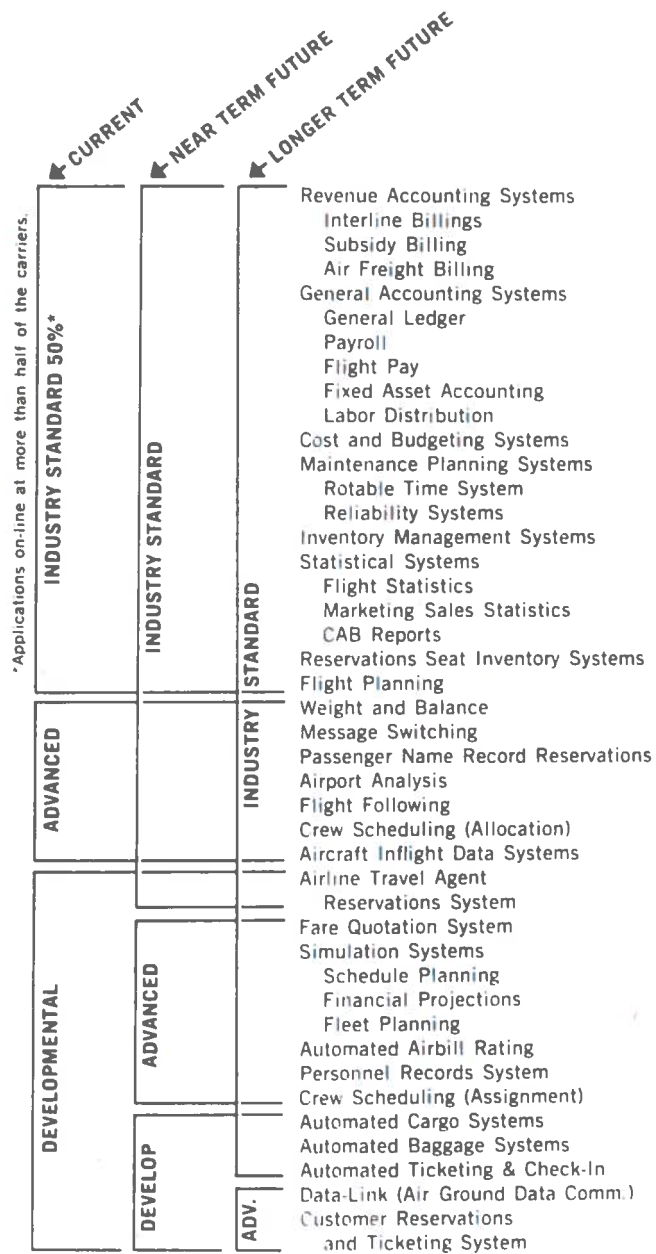 CURRENT
NEAR TERM FUTURE
LONGER TERM FUTURE
*Applications on-line at more than half of the carriers.
INDUSTRY STANDARD 50%*
ADVANCED
DEVELOPMENTAL
INDUSTRY STANDARD
ADVANCED
DEVELOP
INDUSTRY STANDARD
ADV.
Revenue Accounting Systems
Interline Billings
Subsidy Billing
Air Freight Billing
General Accounting Systems
General Ledger
Payroll
Flight Pay
Fixed Asset Accounting
Labor Distribution
Cost and Budgeting Systems
Maintenance Planning Systems
Rotable Time System
Reliability Systems
Inventory Management Systems
Statistical Systems
Flight Statistics
Marketing Sales Statistics
CAB Reports
Reservations Seat Inventory Systems
Flight Planning
Weight and Balance
Message Switching
Passenger Name Record Reservations
Airport Analysis
Flight Following
Crew Scheduling (Allocation)
Aircraft Inflight Data Systems
Airline Travel Agent
Reservations System
Fare Quotation System
Simulation Systems
Schedule Planning
Financial Projections
Fleet Planning
Automated Airbill Rating
Personnel Records System
Crew Scheduling (Assignment)
Automated Cargo Systems
Automated Baggage Systems
Automated Ticketing & Check-In
Data-Link (Air Ground Data Comm.)
Customer Reservations
and Ticketing System